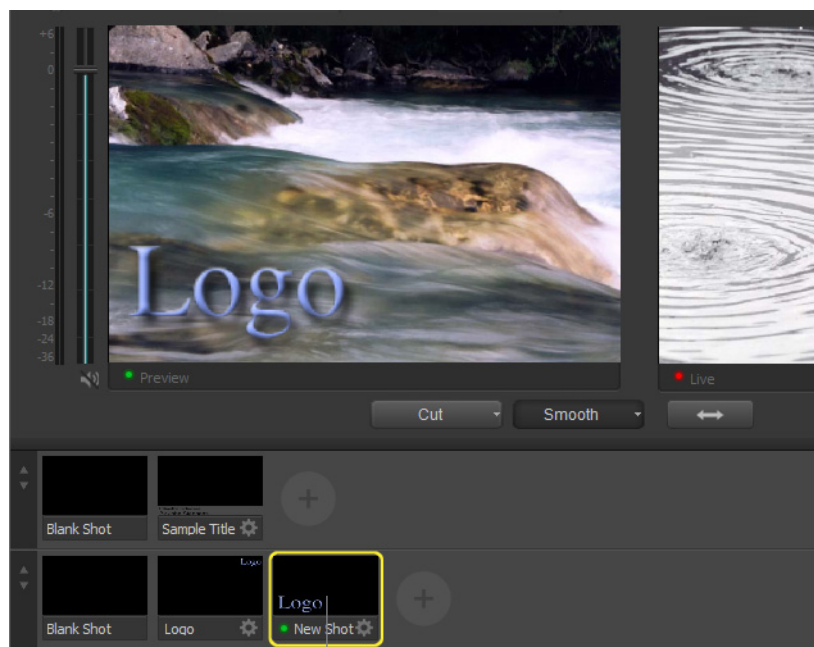 +6
0
-6
-12
-18
-24
-36
Logo
Preview
Live
Cut
Smooth
Blank Shot
Sample Title
Logo
Logo
Blank Shot
Logo
New Shot